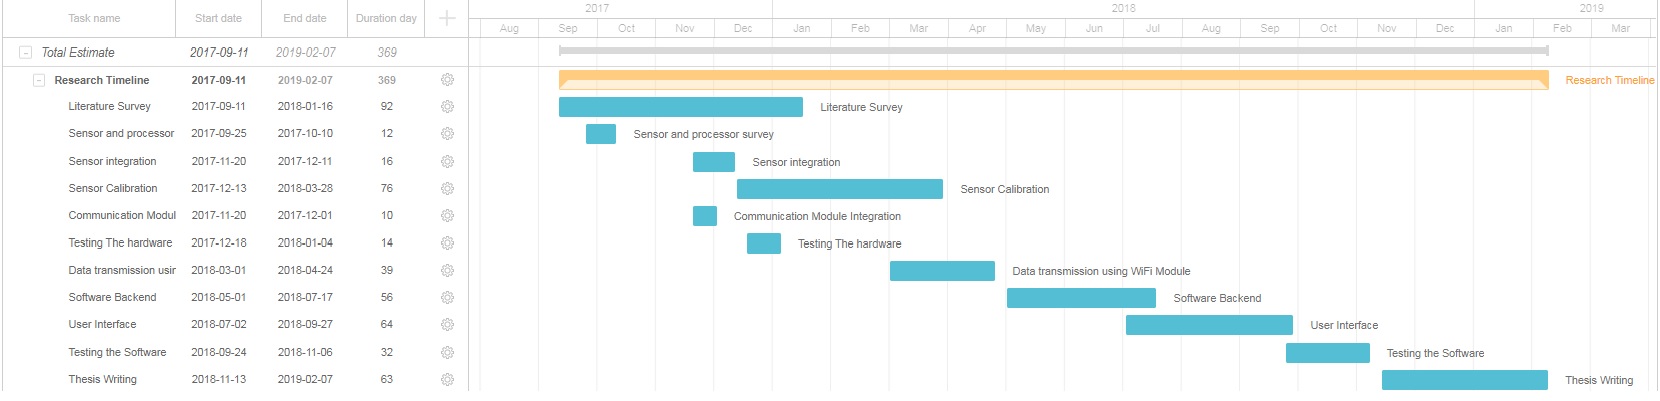 Task name Start date End date Duration day 2017 2018 2019
Aug Sep Oct Nov Dec Jan Feb Mar Apr May Jun Jul Aug Sep Oct Nov Dec Jan Feb Mar
Total Estimate 2017-09-11 2019-02-07 369
Research Timeline 2017-09-11 2019-02-07 369 Research Timeline
Literature Survey 2017-09-11 2018-01-16 92 Literature Survey
Sensor and processor 2017-09-25 2017-10-10 12 Sensor and processor survey
Sensor integration 2017-11-20 2017-12-11 16 Sensor integration
Sensor Calibration 2017-12-13 2018-03-28 76 Sensor Calibration
Communication Modul 2017-11-20 2017-12-01 10 Communication Module Integration
Testing The hardware 2017-12-18 2018-01-04 14 Testing The hardware
Data transmission usin 2018-03-01 2018-04-24 39 Data transmission using WiFi Module
Software Backend 2018-05-01 2018-07-17 56 Software Backend
User Interface 2018-07-02 2018-09-27 64 User Interface
Testing the Software 2018-09-24 2018-11-06 32 Testing the Software
Thesis Writing 2018-11-13 2019-02-07 63 Thesis Writing